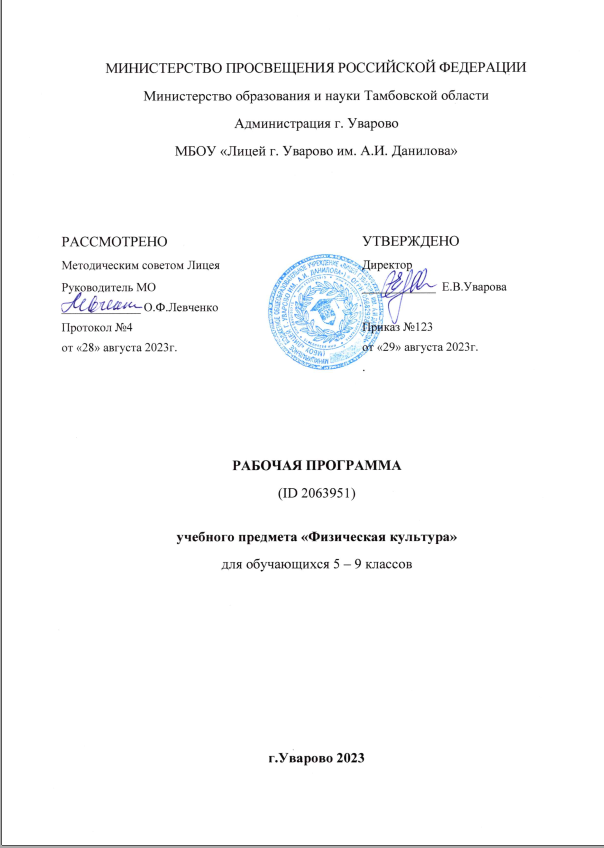 МИНИСТЕРСТВО ПРОСВЕЩЕНИЯ РОССИЙСКОЙ ФЕДЕРАЦИИ
Министерство образования и науки Тамбовской области
Администрация г. Уварово
МБОУ «Лицей г. Уварово им. А.И. Данилова»
РАССМОТРЕНО
Методическим советом Лицея
Руководитель МО
О.Ф.Левченко
Протокол №4
от «28» августа 2023г.
УТВЕРЖДЕНО
Директор
Е.В.Уварова
Приказ №123
от «29» августа 2023г.
.
РАБОЧАЯ ПРОГРАММА
(ID 2063951)
учебного предмета «Физическая культура»
для обучающихся 5 – 9 классов
г.Уварово 2023